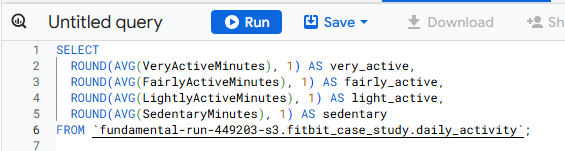 Untitled query
Run
Save
Download
Sh
1 SELECT
2 ROUND(AVG(VeryActiveMinutes), 1) AS very_active,
3 ROUND(AVG(FairlyActiveMinutes), 1) AS fairly_active,
4 ROUND(AVG(LightlyActiveMinutes), 1) AS light_active,
5 ROUND(AVG(SedentaryMinutes), 1) AS sedentary
6 FROM `fundamental-run-449203-s3.fitbit_case_study.daily_activity`;
7